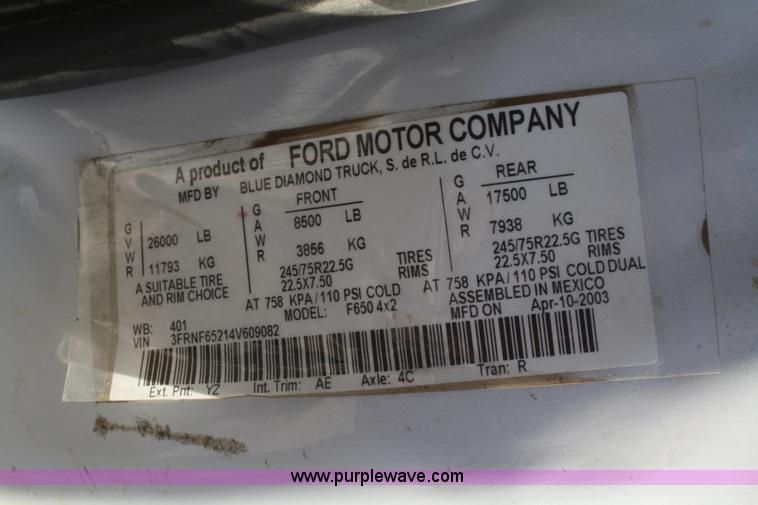 A product of FORD MOTOR COMPANY
MFD BY BLUE DIAMOND TRUCK, S. de R.L. de C.V.
G V W R
26000 LB
11793 KG
A SUITABLE TIRE
AND RIM CHOICE
G A W R
FRONT
8500 LB
3856 KG
245/75R22.5G TIRES
22.5X7.50 RIMS
AT 758 KPA/110 PSI COLD
G A W R
REAR
17500 LB
7938 KG
245/75R22.5G TIRES
22.5X7.50 RIMS
AT 758 KPA/110 PSI COLD DUAL
MODEL: F650 4x2
ASSEMBLED IN MEXICO
MFD ON Apr-10-2003
WB: 401
VIN 3FRNF65214V609082
Ext. Pnt: YZ Int. Trim: AE Axle: 4C Tran: R
www.purplewave.com